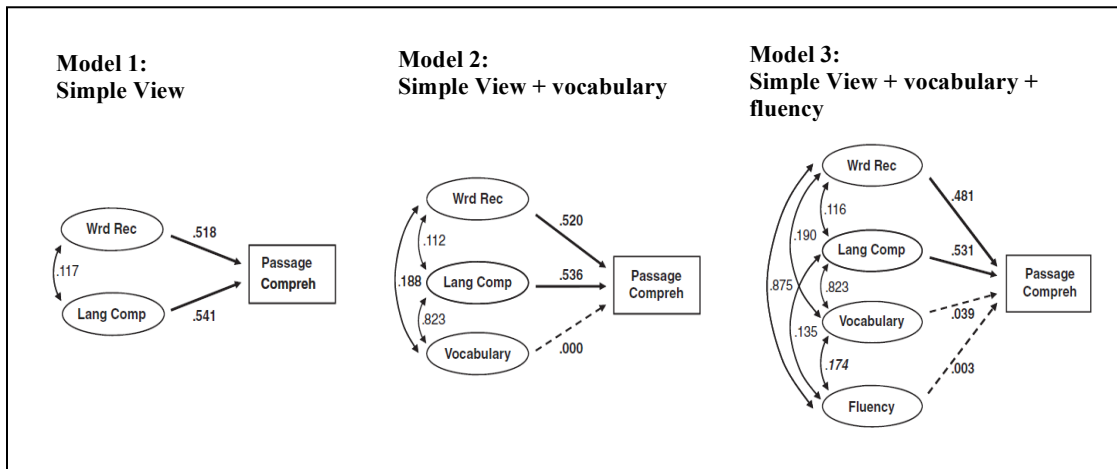 Model 1:
Simple View
Wrd Rec
.518
.117
Passage
Compreh
Lang Comp
.541
Model 2:
Simple View + vocabulary
Wrd Rec
.520
.112
.188
Lang Comp
.536
Passage
Compreh
.823
Vocabulary
.000
Model 3:
Simple View + vocabulary +
fluency
Wrd Rec
.481
.116
.190
Lang Comp
.531
Passage
Compreh
.875
.823
Vocabulary
.039
.135
.174
.003
Fluency